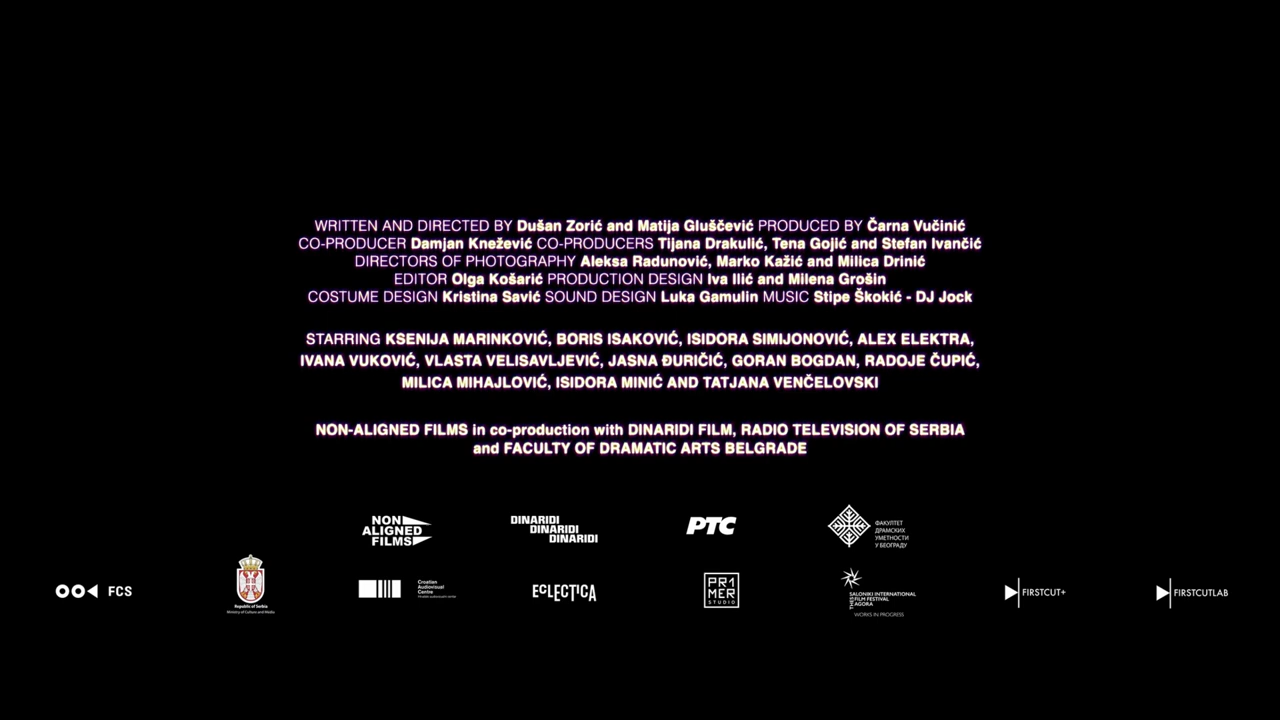 WRITTEN AND DIRECTED BY Dušan Zorić and Matija Gluščević PRODUCED BY Čarna Vučinić
CO-PRODUCER Damjan Knežević CO-PRODUCERS Tijana Drakulić, Tena Gojić and Stefan Ivančić
DIRECTORS OF PHOTOGRAPHY Aleksa Radunović, Marko Kažić and Milica Drinić
EDITOR Olga Košarić PRODUCTION DESIGN Iva Ilić and Milena Grošin
COSTUME DESIGN Kristina Savić SOUND DESIGN Luka Gamulin MUSIC Stipe Škokić - DJ Jock
STARRING KSENIJA MARINKOVIĆ, BORIS ISAKOVIĆ, ISIDORA SIMIJONOVIĆ, ALEX ELEKTRA,
IVANA VUKOVIĆ, VLASTA VELISAVLJEVIĆ, JASNA ĐURIČIĆ, GORAN BOGDAN, RADOJE ČUPIĆ,
MILICA MIHAJLOVIĆ, ISIDORA MINIĆ AND TATJANA VENČELOVSKI
NON-ALIGNED FILMS in co-production with DINARIDI FILM, RADIO TELEVISION OF SERBIA
and FACULTY OF DRAMATIC ARTS BELGRADE
NON
ALIGNED
FILMS
DINARIDI
DINARIDI
DINARIDI
РТС
ФАКУЛТЕТ
ДРАМСКИХ
УМЕТНОСТИ
У БЕОГРАДУ
FCS
Republic of Serbia
Ministry of Culture and Media
Croatian
Audiovisual
Centre
ECLECTICA
PR1
MER
STUDIO
THESSALONIKI INTERNATIONAL
FILM FESTIVAL
AGORA
WORKS IN PROGRESS
FIRSTCUT+
FIRSTCUTLAB